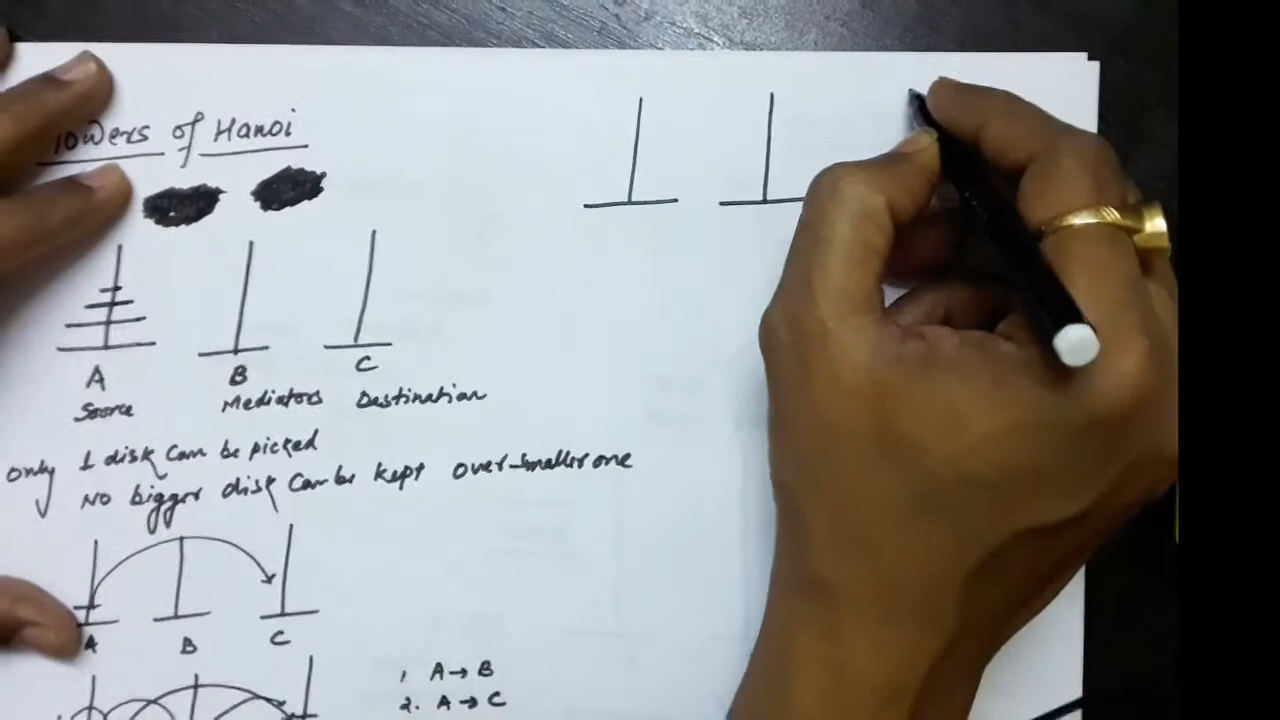 Towers of Hanoi
A B C
Source Mediators Destination
only 1 disk can be picked
No bigger disk can be kept over smaller one
A B C
1. A→B
2. A→C